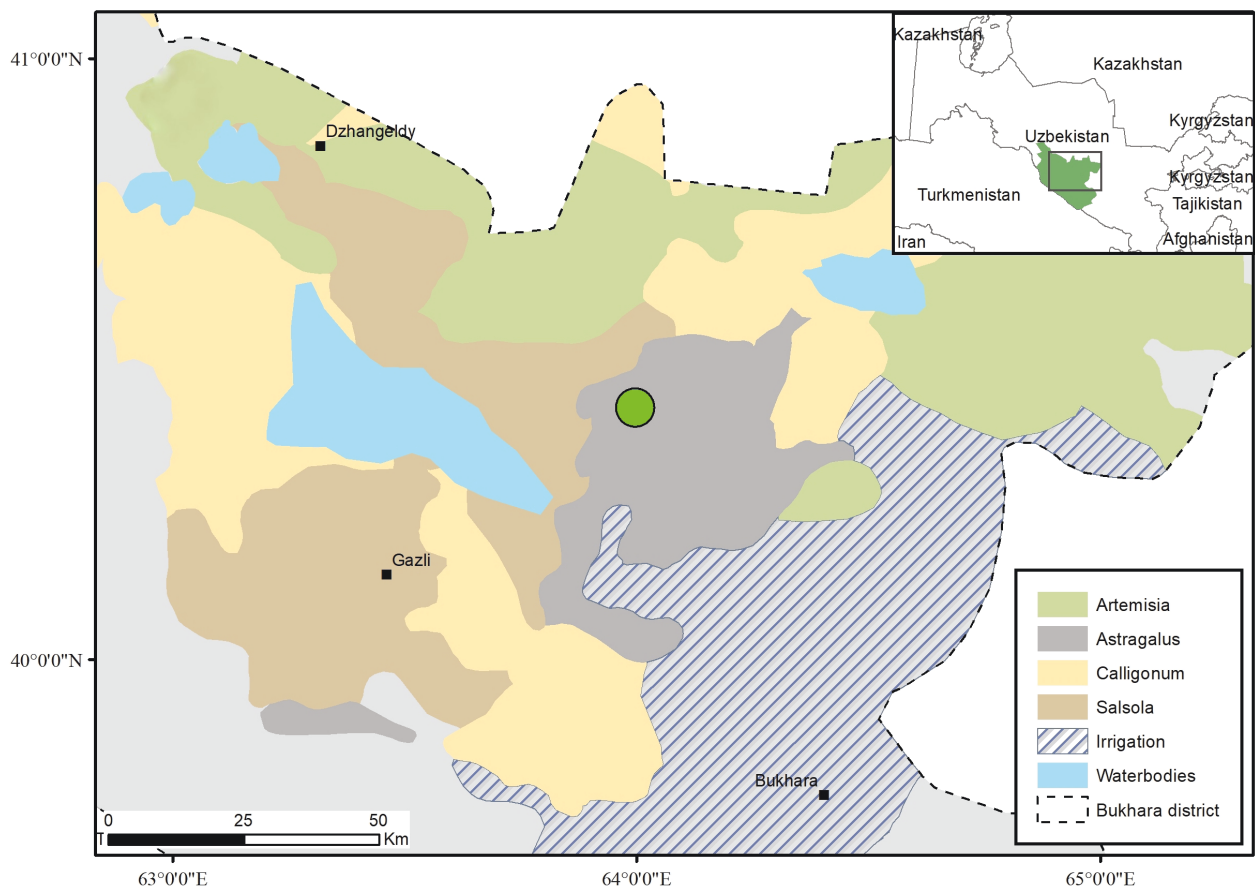 41°0'0"N
Kazakhstan
Kazakhstan
Kyrgyzstan
Dzhangeldy
Uzbekistan
Kyrgyzstan
Turkmenistan
Tajikistan
Afghanistan
Iran
Gazli
Artemisia
Astragalus
40°0'0"N
Calligonum
Salsola
Irrigation
Bukhara
Waterbodies
Bukhara district
0 25 50
T Km
63°0'0"E 64°0'0"E 65°0'0"E